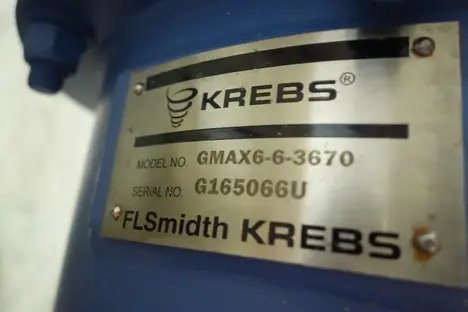 KREBS®
MODEL NO. GMAX6-6-3670
SERIAL NO. G165066U
FLSmidth KREBS